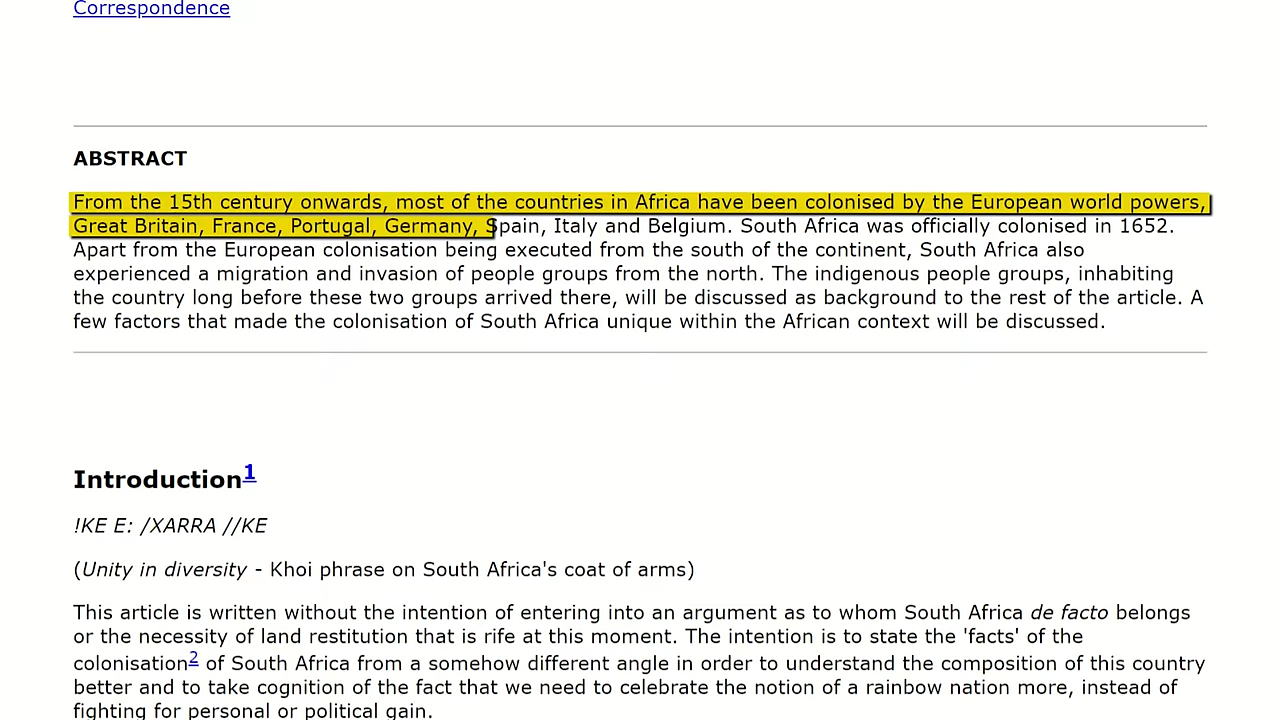 Correspondence
ABSTRACT
From the 15th century onwards, most of the countries in Africa have been colonised by the European world powers,
Great Britain, France, Portugal, Germany, Spain, Italy and Belgium. South Africa was officially colonised in 1652.
Apart from the European colonisation being executed from the south of the continent, South Africa also
experienced a migration and invasion of people groups from the north. The indigenous people groups, inhabiting
the country long before these two groups arrived there, will be discussed as background to the rest of the article. A
few factors that made the colonisation of South Africa unique within the African context will be discussed.
Introduction1
!KE E: /XARRA //KE
(Unity in diversity - Khoi phrase on South Africa's coat of arms)
This article is written without the intention of entering into an argument as to whom South Africa de facto belongs
or the necessity of land restitution that is rife at this moment. The intention is to state the 'facts' of the
colonisation2 of South Africa from a somehow different angle in order to understand the composition of this country
better and to take cognition of the fact that we need to celebrate the notion of a rainbow nation more, instead of
fighting for personal or political gain.